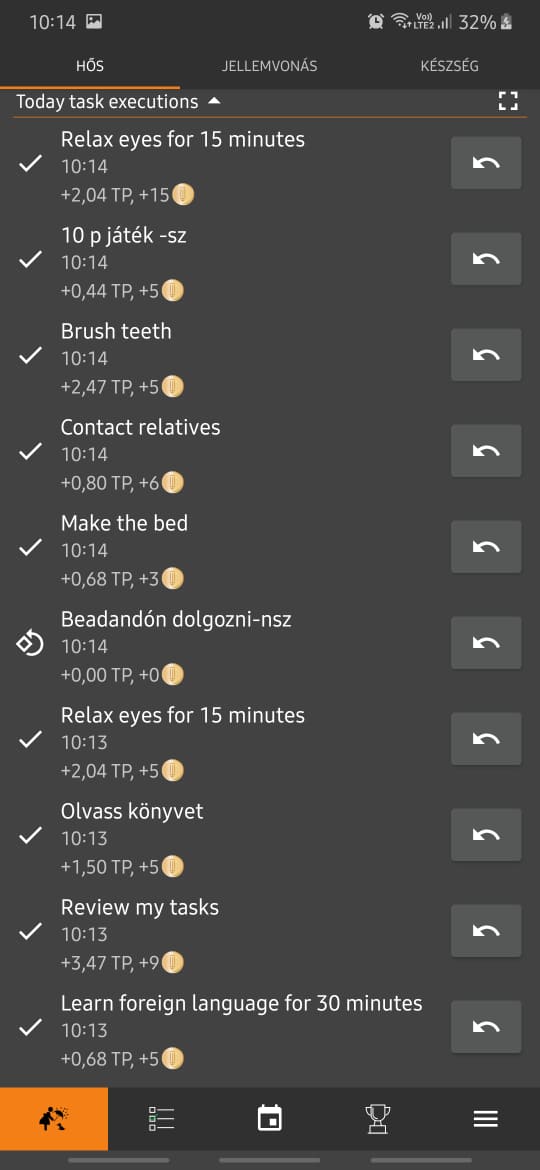 10:14
Vo)) LTE2 32%
HŐS JELLEMVONÁS KÉSZSÉG
Today task executions
Relax eyes for 15 minutes
10:14
+2,04 TP, +15
10 p játék -sz
10:14
+0,44 TP, +5
Brush teeth
10:14
+2,47 TP, +5
Contact relatives
10:14
+0,80 TP, +6
Make the bed
10:14
+0,68 TP, +3
Beadandón dolgozni-nsz
10:14
+0,00 TP, +0
Relax eyes for 15 minutes
10:13
+2,04 TP, +5
Olvass könyvet
10:13
+1,50 TP, +5
Review my tasks
10:13
+3,47 TP, +9
Learn foreign language for 30 minutes
10:13
+0,68 TP, +5